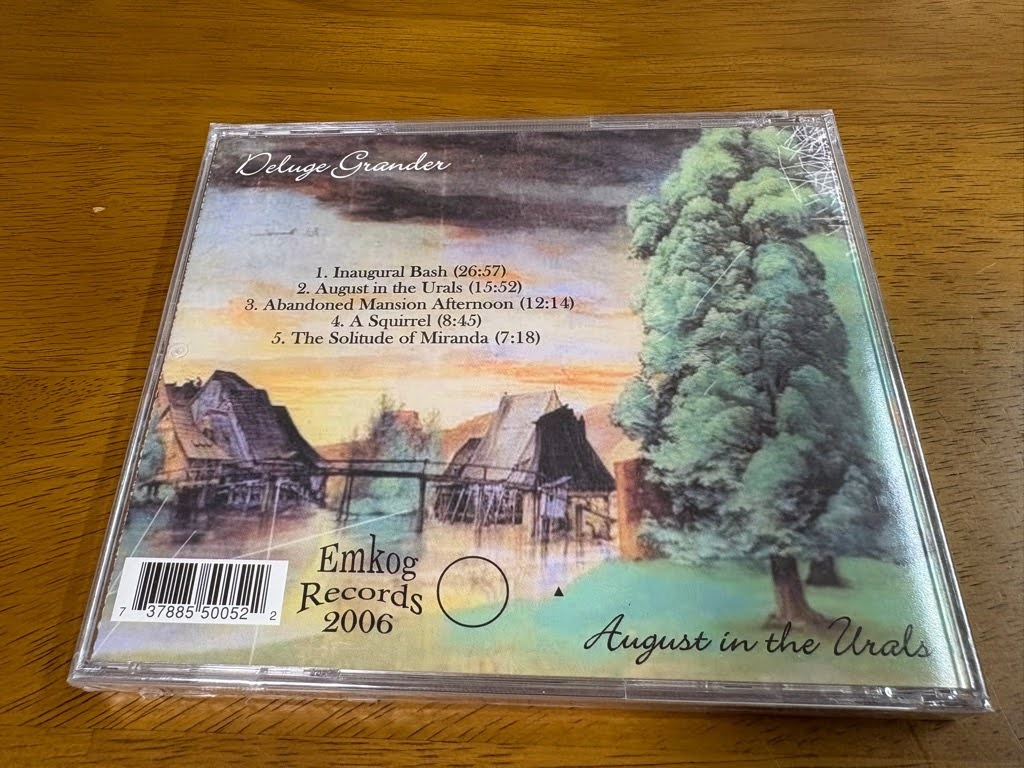 Deluge Grander
1. Inaugural Bash (26:57)
2. August in the Urals (15:52)
3. Abandoned Mansion Afternoon (12:14)
4. A Squirrel (8:45)
5. The Solitude of Miranda (7:18)
Emkog
Records
2006
7 37885 50052 2
August in the Urals